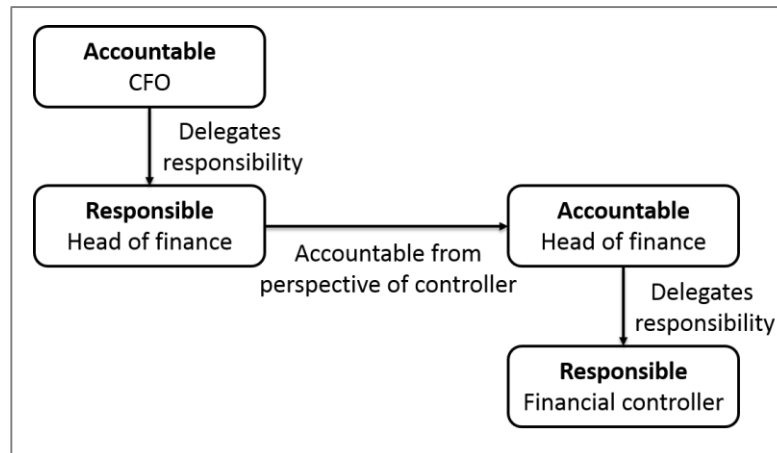 Accountable
CFO
Delegates
responsibility
Responsible
Head of finance
Accountable from
perspective of controller
Accountable
Head of finance
Delegates
responsibility
Responsible
Financial controller